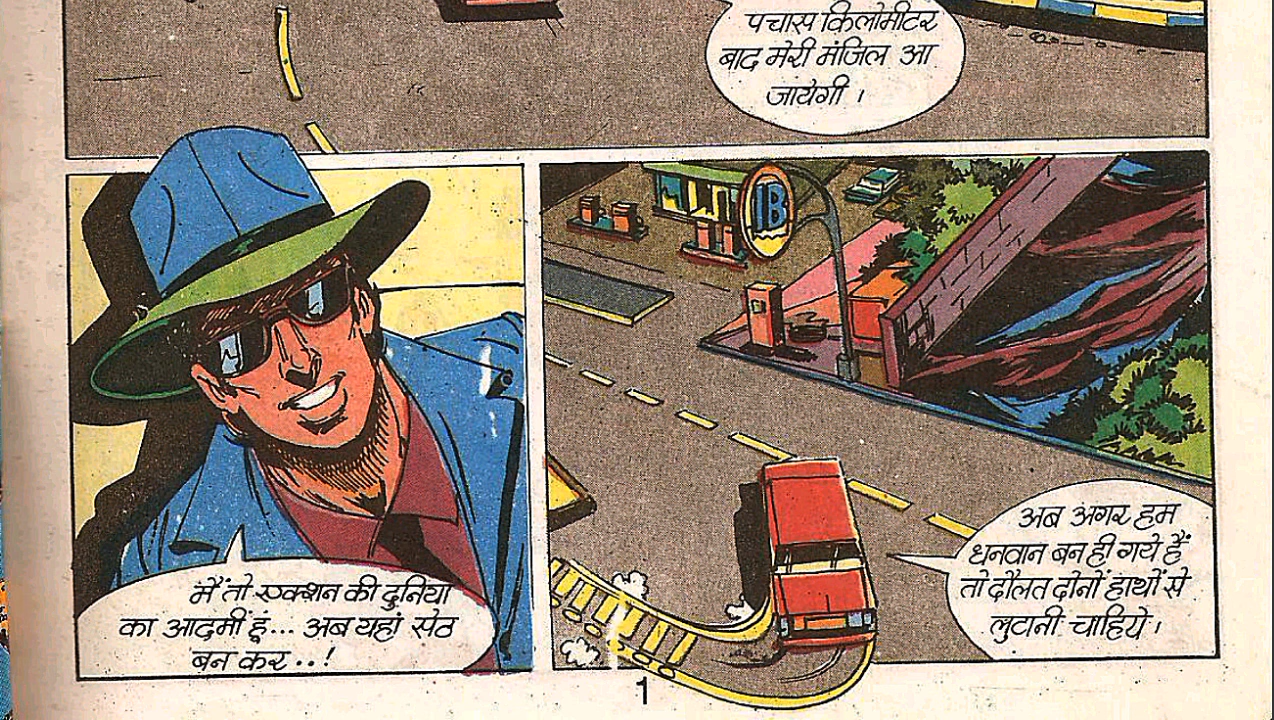 पचास किलोमीटर
बाद मेरी मंजिल आ
जायेगी ।
मैं तो एक्शन की दुनिया
का आदमी हूं... अब यहां सेठ
बन कर..!
IB
अब अगर हम
धनवान बन ही गये हैं
तो दौलत दोनों हाथों से
लुटानी चाहिये ।
1